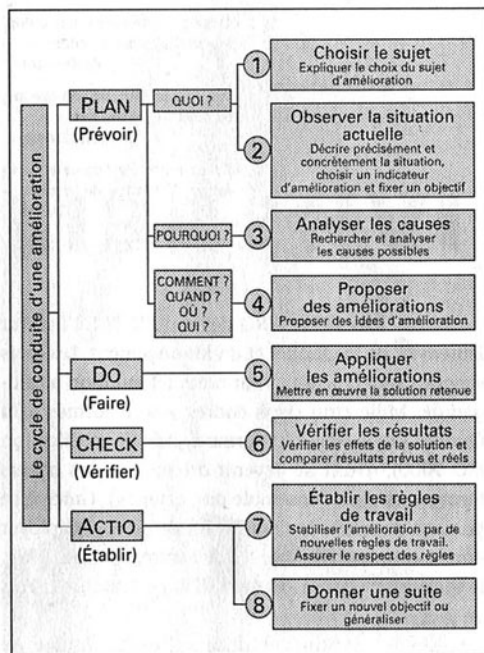 Le cycle de conduite d'une amélioration
PLAN
(Prévoir)
QUOI ?
1
Choisir le sujet
Expliquer le choix du sujet
d'amélioration
2
Observer la situation
actuelle
Décrire précisément et
concrètement la situation,
choisir un indicateur
d'amélioration et fixer un objectif
POURQUOI ?
3
Analyser les causes
Rechercher et analyser
les causes possibles
COMMENT ?
QUAND ?
OÙ ?
QUI ?
4
Proposer
des améliorations
Proposer des idées d'amélioration
DO
(Faire)
5
Appliquer
les améliorations
Mettre en œuvre la solution retenue
CHECK
(Vérifier)
6
Vérifier les résultats
Vérifier les effets de la solution et
comparer résultats prévus et réels
ACTIO
(Établir)
7
Établir les règles
de travail
Stabiliser l'amélioration par de
nouvelles règles de travail.
Assurer le respect des règles
8
Donner une suite
Fixer un nouvel objectif ou
généraliser